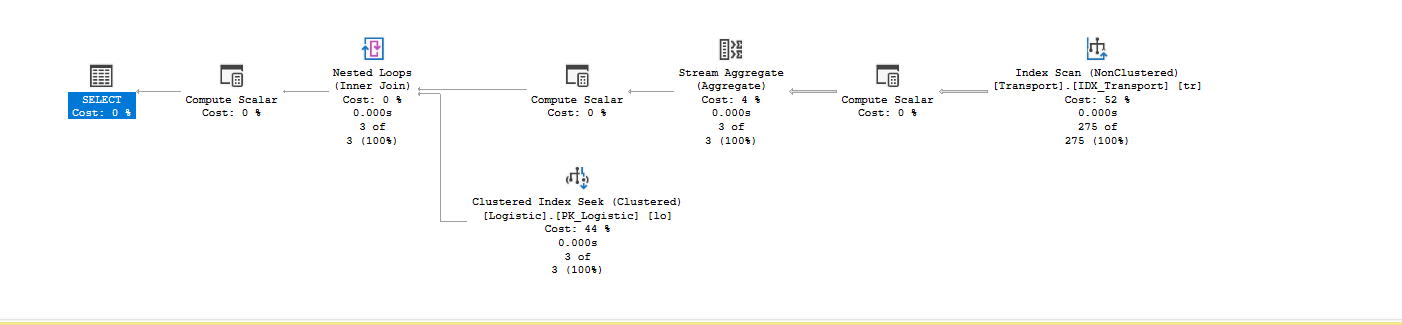 SELECT
Cost: 0 %
Compute Scalar
Cost: 0 %
Nested Loops
(Inner Join)
Cost: 0 %
0.000s
3 of
3 (100%)
Compute Scalar
Cost: 0 %
Stream Aggregate
(Aggregate)
Cost: 4 %
0.000s
3 of
3 (100%)
Compute Scalar
Cost: 0 %
Index Scan (NonClustered)
[Transport].[IDX_Transport] [tr]
Cost: 52 %
0.000s
275 of
275 (100%)
Clustered Index Seek (Clustered)
[Logistic].[PK_Logistic] [lo]
Cost: 44 %
0.000s
3 of
3 (100%)